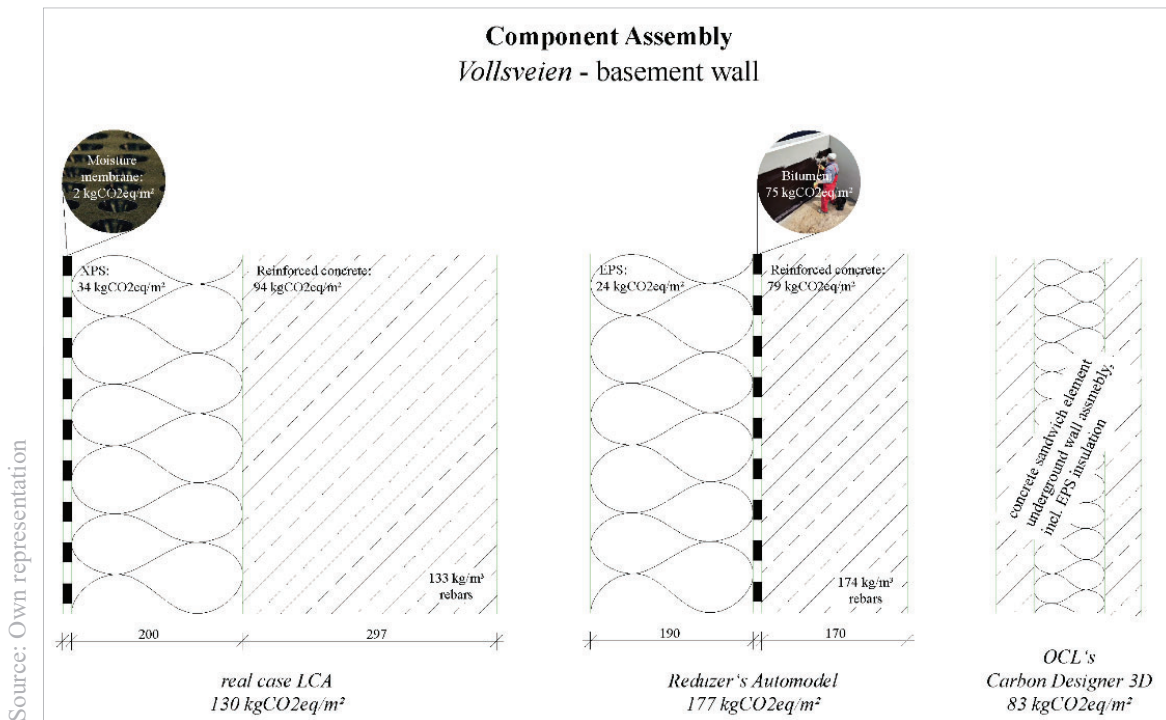 Component Assembly
Vollsveien - basement wall
Moisture
membrane:
2 kgCO2eq/m²
Bitumen:
75 kgCO2eq/m²
XPS:
34 kgCO2eq/m²
Reinforced concrete:
94 kgCO2eq/m²
EPS:
24 kgCO2eq/m²
Reinforced concrete:
79 kgCO2eq/m²
concrete sandwich element
underground wall assmebly,
incl. EPS insulation
133 kg/m³
rebars
174 kg/m³
rebars
200
297
190
170
real case LCA
130 kgCO2eq/m²
Reduzer's Automodel
177 kgCO2eq/m²
OCL's
Carbon Designer 3D
83 kgCO2eq/m²
Source: Own representation